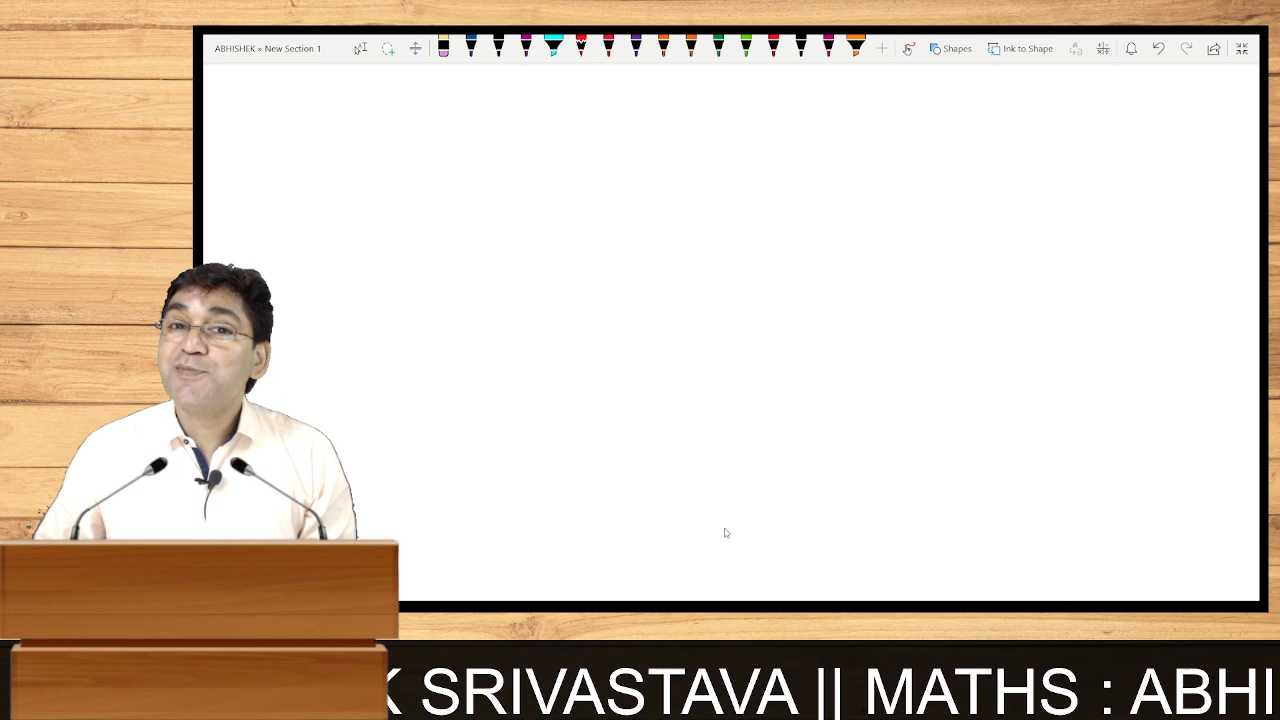 ABHISHEK » New Section 1
Shapes
Ink to Shape
K SRIVASTAVA || MATHS : ABHI